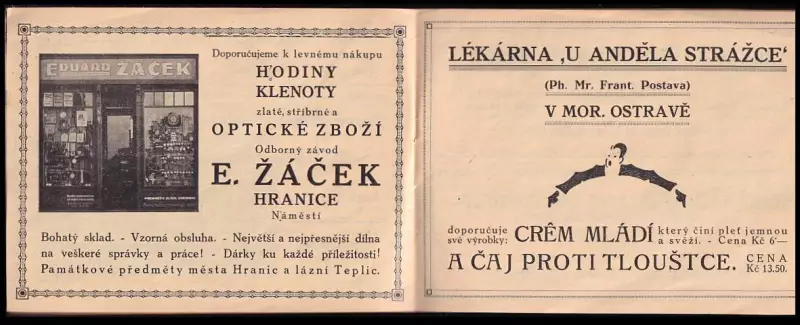 EDUARD ŽÁČEK
Doporučujeme k levnému nákupu
HODINY
KLENOTY
zlaté, stříbrné a
OPTICKÉ ZBOŽÍ
Odborný závod
E. ŽÁČEK
HRANICE
Náměstí
Bohatý sklad. - Vzorná obsluha. - Největší a nejpřesnější dílna
na veškeré správky a práce! - Dárky ku každé příležitosti!
Památkové předměty města Hranic a lázní Teplic.
LÉKÁRNA ‚U ANDĚLA STRÁŽCE‘
(Ph. Mr. Frant. Postava)
V MOR. OSTRAVĚ
doporučuje
své výrobky:
CRÊM MLÁDÍ
který činí pleť jemnou
a svěží. - Cena Kč 6·—
A ČAJ PROTI TLOUŠTCE.
CENA
Kč 13.50.